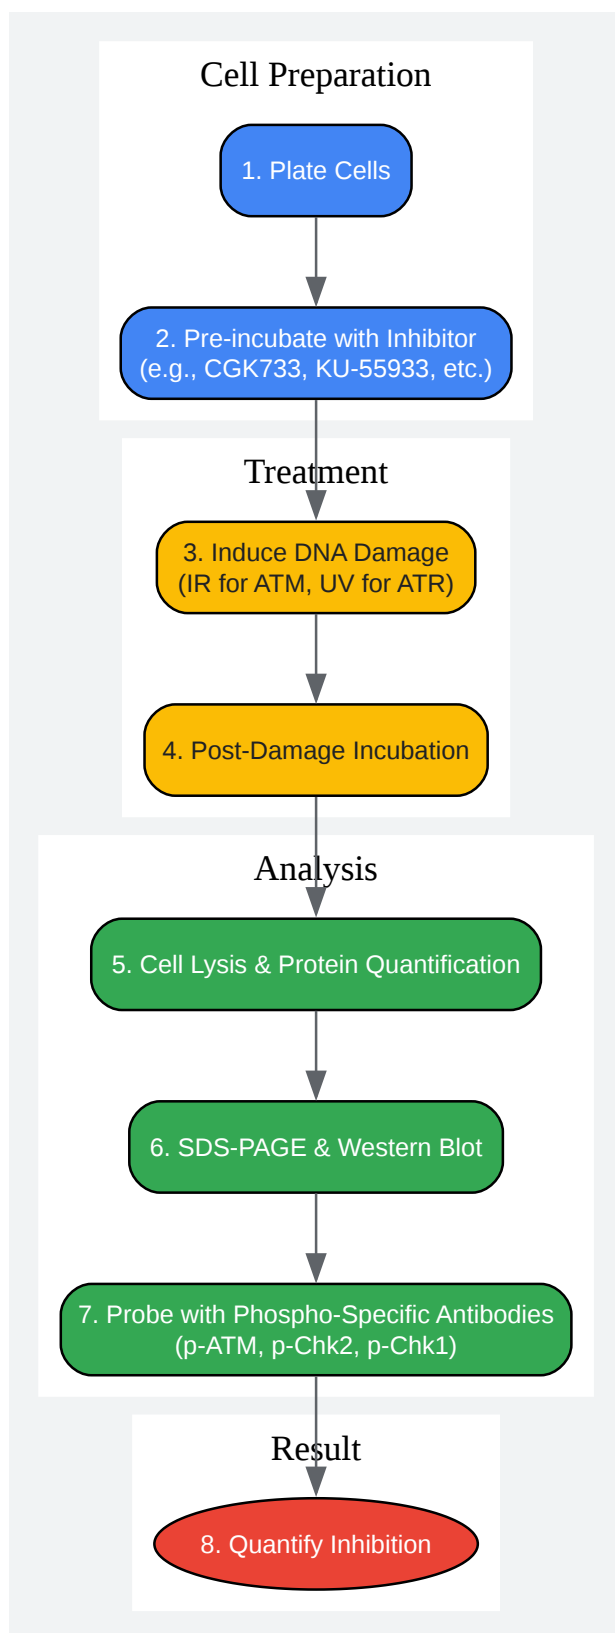 Cell Preparation
1. Plate Cells
2. Pre-incubate with Inhibitor
(e.g., CGK733, KU-55933, etc.)
Treatment
3. Induce DNA Damage
(IR for ATM, UV for ATR)
4. Post-Damage Incubation
Analysis
5. Cell Lysis & Protein Quantification
6. SDS-PAGE & Western Blot
7. Probe with Phospho-Specific Antibodies
(p-ATM, p-Chk2, p-Chk1)
Result
8. Quantify Inhibition